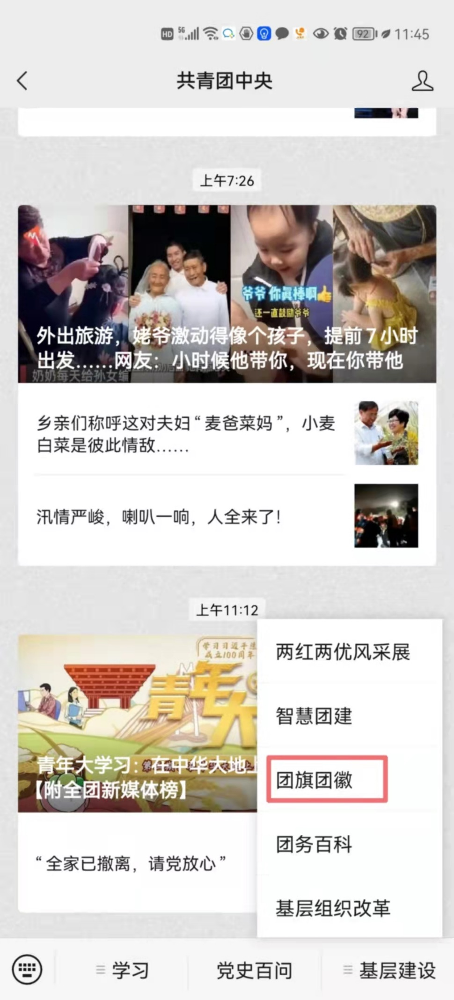 HD 5G 92 11:45
共青团中央
上午7:26
爷爷 你真棒啊
还一直鼓励爷爷
外出旅游，姥爷激动得像个孩子，提前7小时
出发……网友：小时候他带你，现在你带他
奶奶每天给孙女编
乡亲们称呼这对夫妇“麦爸菜妈”，小麦
白菜是彼此情敌……
汛情严峻，喇叭一响，人全来了！
上午11:12
学习习近平
成立100周年
青年大
青年大学习：在中华大地上
【附全团新媒体榜】
“全家已撤离，请党放心”
两红两优风采展
智慧团建
团旗团徽
团务百科
基层组织改革
学习
党史百问
基层建设